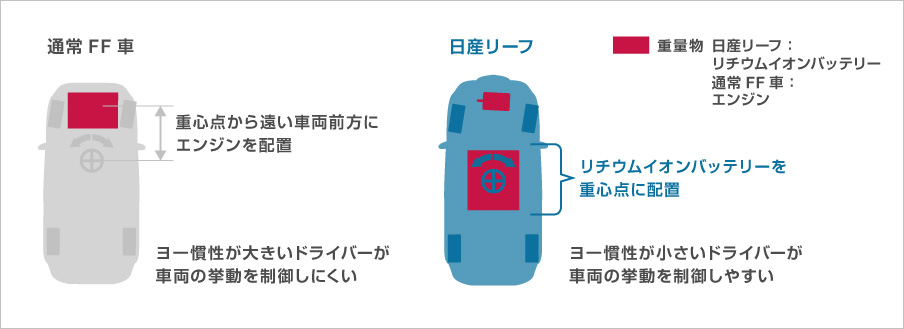 通常 FF 車
重心点から遠い車両前方に
エンジンを配置
ヨー慣性が大きいドライバーが
車両の挙動を制御しにくい
日産リーフ
リチウムイオンバッテリーを
重心点に配置
ヨー慣性が小さいドライバーが
車両の挙動を制御しやすい
重量物 日産リーフ：
リチウムイオンバッテリー
通常 FF 車：
エンジン